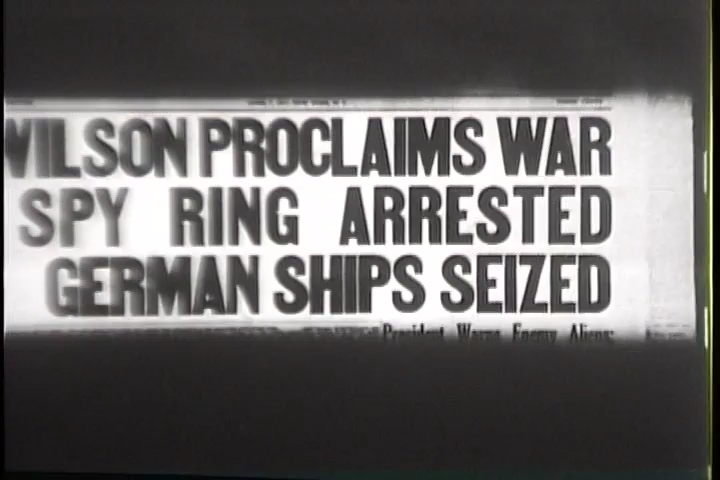 WILSON PROCLAIMS WAR
SPY RING ARRESTED
GERMAN SHIPS SEIZED
President Warns Enemy Aliens;